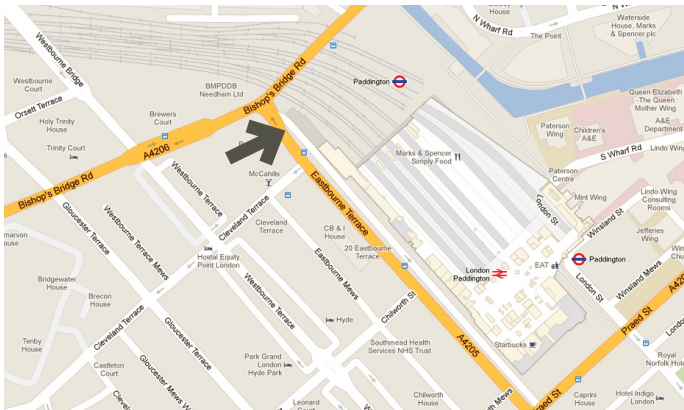 House
N Wharf Rd
N Wharf Rd
Waterside
House, Marks
& Spencer plc
The Point
Westbourne Bridge
Westbourne
Court
Orsett Terrace
BMPDDB
Needham Ltd
Bishop's Bridge Rd
Paddington
Queen Elizabeth
The Queen
Mother Wing
A&E
Department
Holy Trinity
House
Brewers
Court
Trinity Court
A4206
Paterson
Wing
Children's
A&E
S Wharf Rd
Lindo Wing
Marks & Spencer
Simply Food
Paterson
Centre
McCahills
Bishop's Bridge Rd
Westbourne Terrace
Eastbourne Terrace
Mint Wing
Lindo Wing
Consulting
Rooms
London St
Winsland St
Gloucester Terrace
Westbourne Terrace Mews
Cleveland Terrace
Cleveland
Terrace
CB & I
House
20 Eastbourne
Terrace
Jefferies
Wing
Hostal Equity
Point London
Eastbourne Mews
EAT
Paddington
London
Paddington
Bridgewater
House
Brecon
House
Westbourne Terrace
Chilworth St
London St
Winsland Mews
Hyde
A4205
Praed St
Tenby
House
Cleveland Terrace
Gloucester Terrace
Southmead Health
Services NHS Trust
Starbucks
Park Grand
London
Hyde Park
Castleton
Court
Gloucester Mews
Royal
Norfolk Hotel
Leonard
Court
Chilworth
House
Mews
Praed St
Caprini
House
Hotel Indigo
London